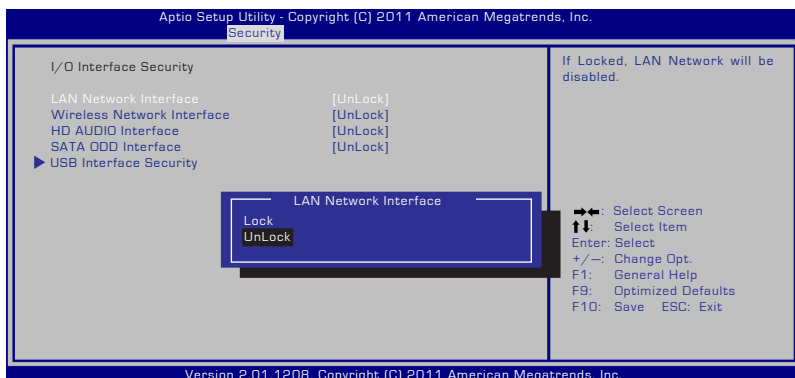 Aptio Setup Utility - Copyright (C) 2011 American Megatrends, Inc.
Security
I/O Interface Security
LAN Network Interface [UnLock]
Wireless Network Interface [UnLock]
HD AUDIO Interface [UnLock]
SATA ODD Interface [UnLock]
USB Interface Security
LAN Network Interface
Lock
UnLock
If Locked, LAN Network will be
disabled.
→←: Select Screen
↑↓: Select Item
Enter: Select
+/—: Change Opt.
F1: General Help
F9: Optimized Defaults
F10: Save ESC: Exit
Version 2.01.1208. Copyright (C) 2011 American Megatrends, Inc.